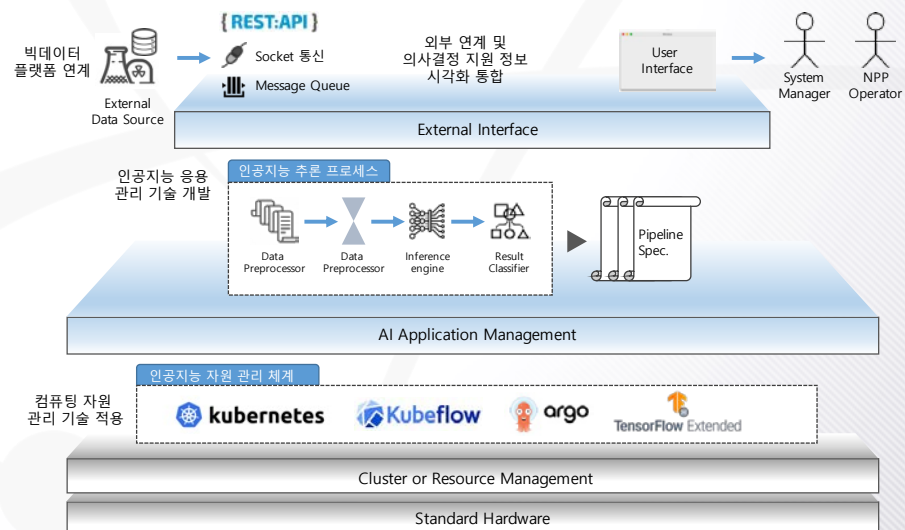 빅데이터
플랫폼 연계
External
Data Source
{ REST:API }
Socket 통신
Message Queue
외부 연계 및
의사결정 지원 정보
시각화 통합
User
Interface
System
Manager
NPP
Operator
External Interface
인공지능 응용
관리 기술 개발
인공지능 추론 프로세스
Data
Preprocessor
Data
Preprocessor
Inference
engine
Result
Classifier
Pipeline
Spec.
AI Application Management
컴퓨팅 자원
관리 기술 적용
인공지능 자원 관리 체계
kubernetes
Kubeflow
argo
TensorFlow Extended
Cluster or Resource Management
Standard Hardware